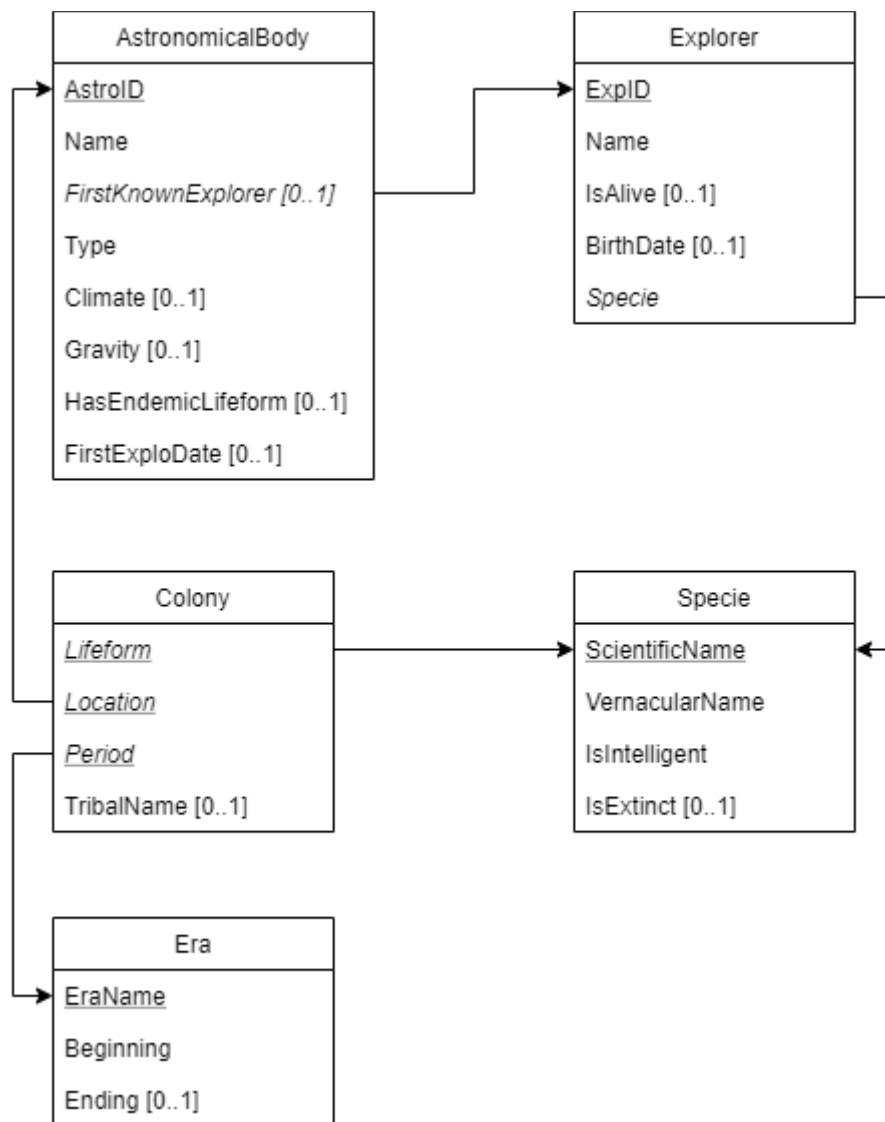 AstronomicalBody
AstroID
Name
FirstKnownExplorer [0..1]
Type
Climate [0..1]
Gravity [0..1]
HasEndemicLifeform [0..1]
FirstExploDate [0..1]
Explorer
ExpID
Name
IsAlive [0..1]
BirthDate [0..1]
Specie
Colony
Lifeform
Location
Period
TribalName [0..1]
Specie
ScientificName
VernacularName
IsIntelligent
IsExtinct [0..1]
Era
EraName
Beginning
Ending [0..1]